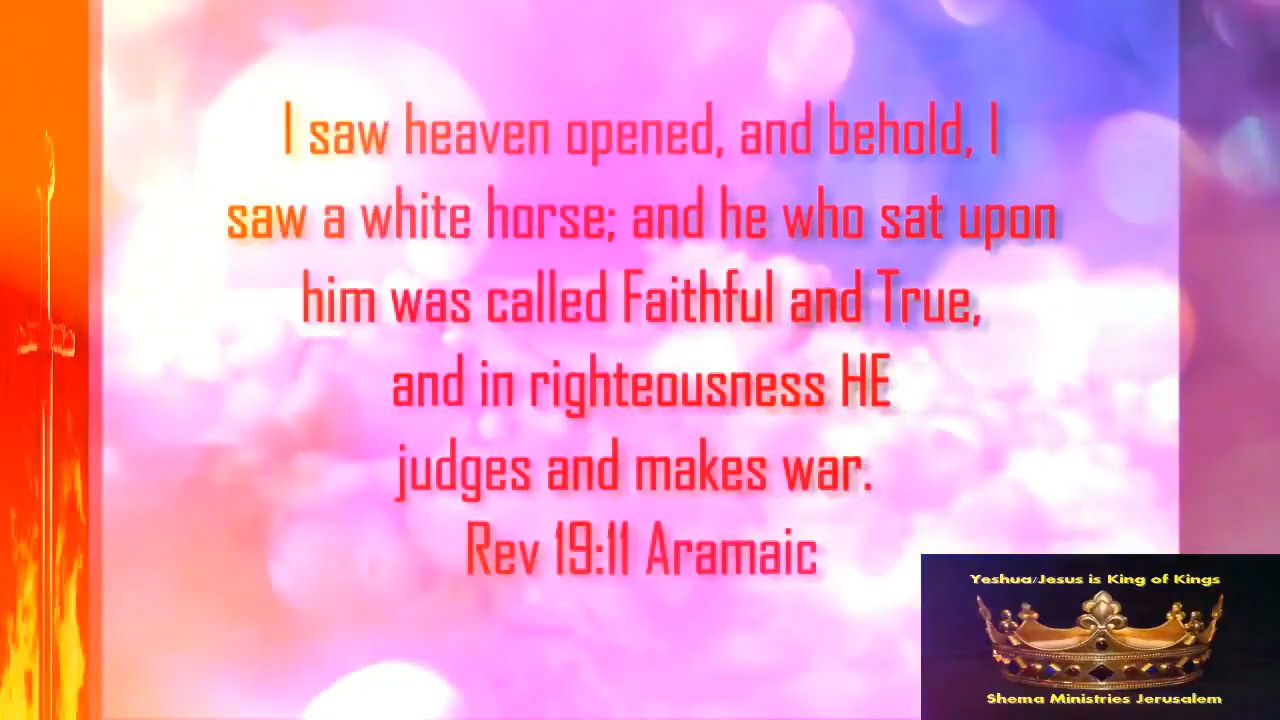 I saw heaven opened, and behold, I
saw a white horse; and he who sat upon
him was called Faithful and True,
and in righteousness HE
judges and makes war.
Rev 19:11 Aramaic
Yeshua/Jesus is King of Kings
Shema Ministries Jerusalem